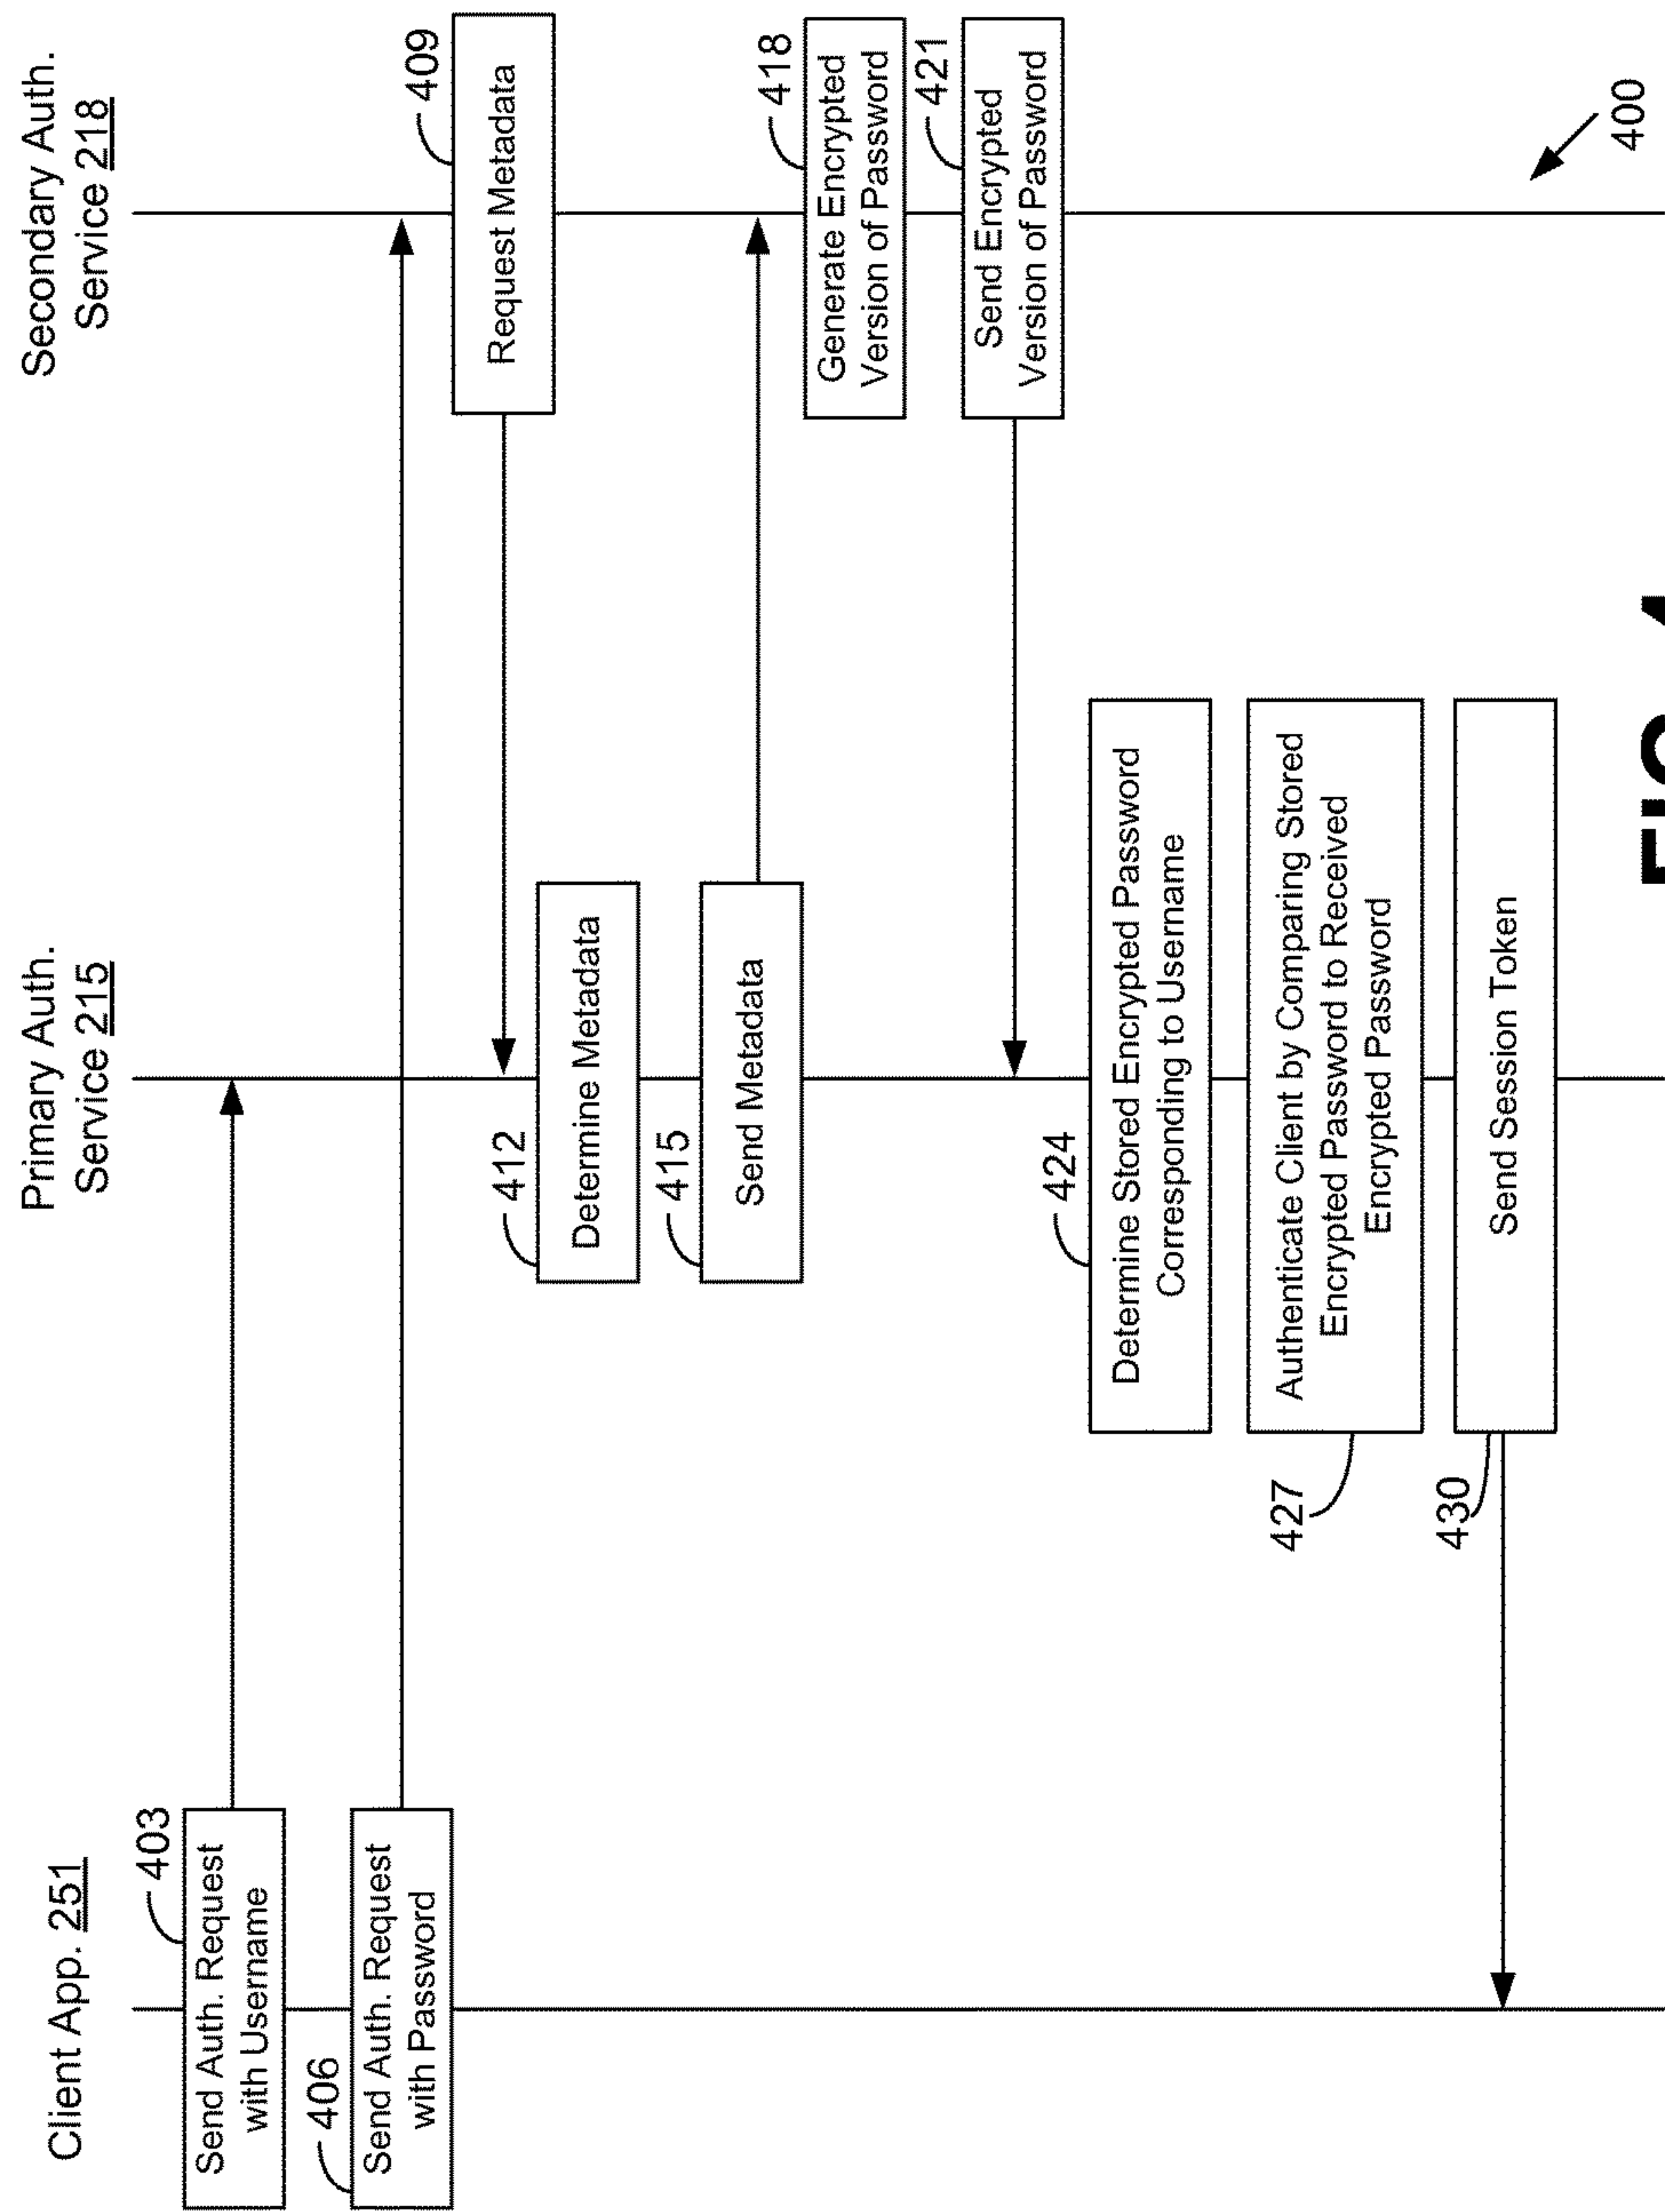 Client App. 251
Primary Auth.
Service 215
Secondary Auth.
Service 218
403
Send Auth. Request
with Username
406
Send Auth. Request
with Password
409
Request Metadata
412
Determine Metadata
415
Send Metadata
418
Generate Encrypted
Version of Password
421
Send Encrypted
Version of Password
424
Determine Stored Encrypted Password
Corresponding to Username
427
Authenticate Client by Comparing Stored
Encrypted Password to Received
Encrypted Password
430
Send Session Token
400